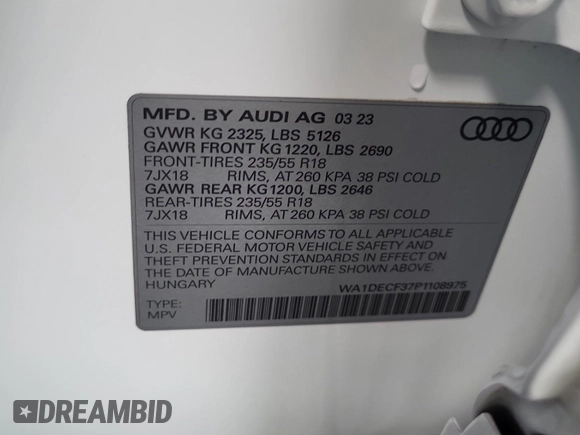 MFD. BY AUDI AG 03 23
GVWR KG 2325, LBS 5126
GAWR FRONT KG 1220, LBS 2690
FRONT-TIRES 235/55 R18
7JX18 RIMS, AT 260 KPA 38 PSI COLD
GAWR REAR KG 1200, LBS 2646
REAR-TIRES 235/55 R18
7JX18 RIMS, AT 260 KPA 38 PSI COLD
THIS VEHICLE CONFORMS TO ALL APPLICABLE
U.S. FEDERAL MOTOR VEHICLE SAFETY AND
THEFT PREVENTION STANDARDS IN EFFECT ON
THE DATE OF MANUFACTURE SHOWN ABOVE
HUNGARY
WA1DECF37P1108975
TYPE:
MPV
DREAMBID